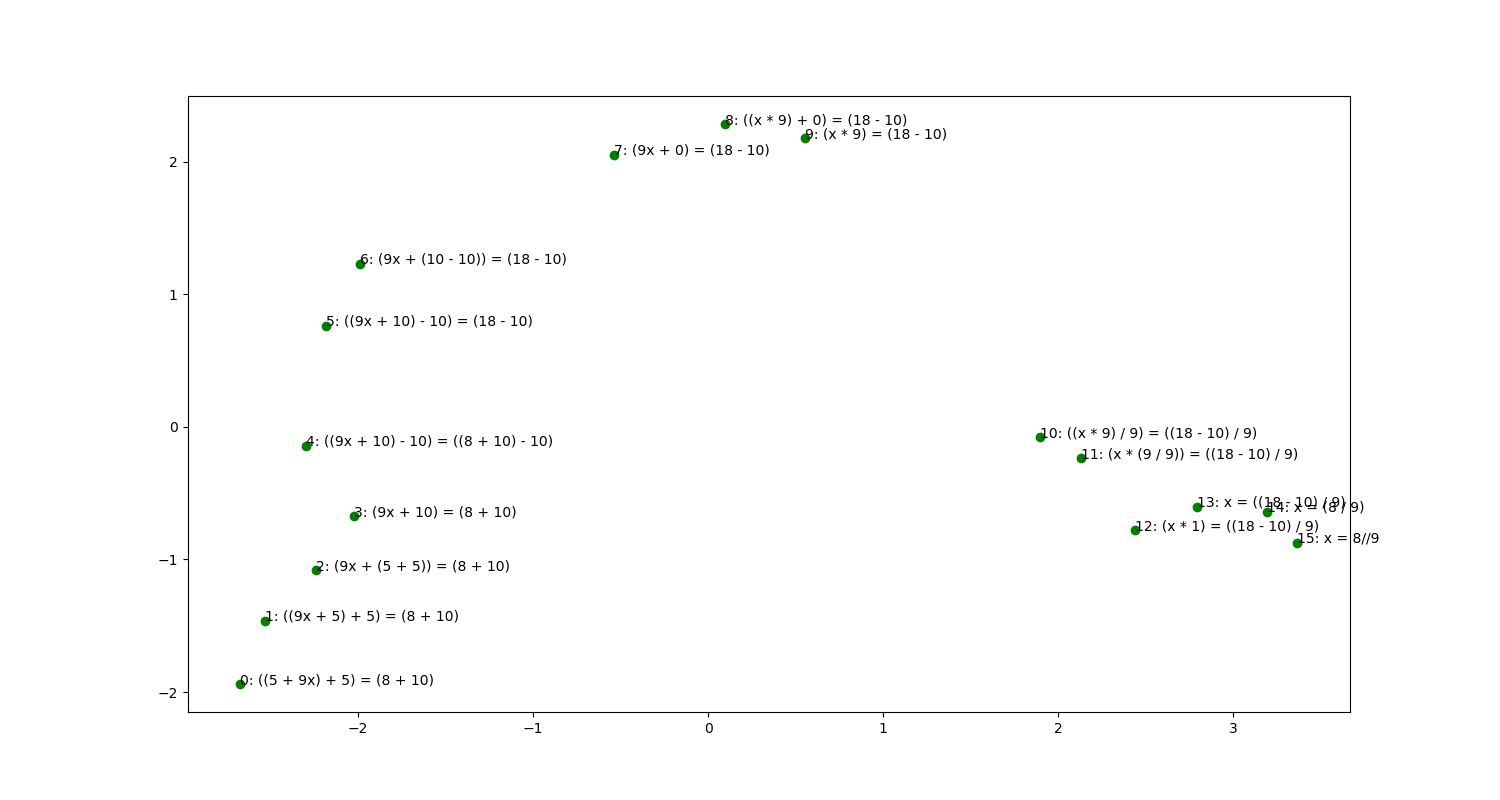 8: ((x * 9) + 0) = (18 - 10)
9: (x * 9) = (18 - 10)
7: (9x + 0) = (18 - 10)
2
6: (9x + (10 - 10)) = (18 - 10)
1
5: ((9x + 10) - 10) = (18 - 10)
0
4: ((9x + 10) - 10) = ((8 + 10) - 10)
10: ((x * 9) / 9) = ((18 - 10) / 9)
11: (x * (9 / 9)) = ((18 - 10) / 9)
13: x = ((18 - 10) / 9)
14: x = (8 / 9)
3: (9x + 10) = (8 + 10)
12: (x * 1) = ((18 - 10) / 9)
15: x = 8//9
−1
2: (9x + (5 + 5)) = (8 + 10)
1: ((9x + 5) + 5) = (8 + 10)
0: ((5 + 9x) + 5) = (8 + 10)
−2
−2 −1 0 1 2 3